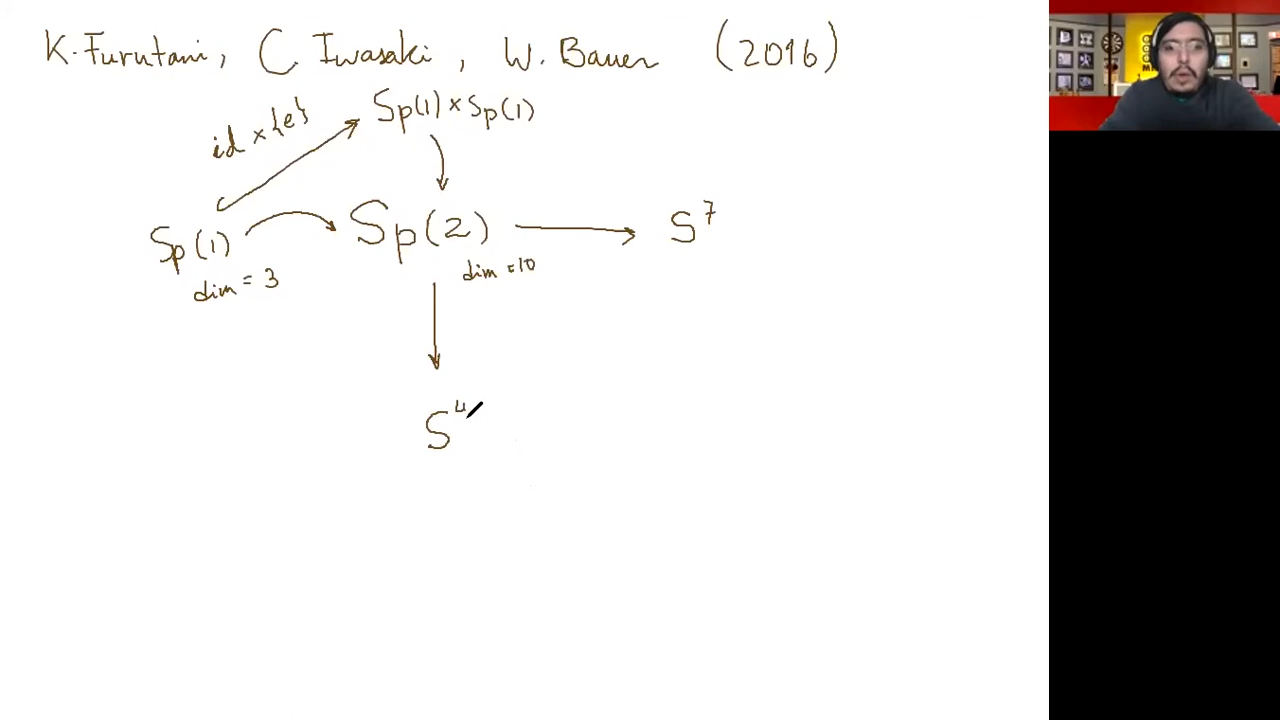 K. Furutani, C. Iwasaki, W. Bauer (2016)
id × {e}
Sp(1) × Sp(1)
Sp(1)
Sp(2)
S⁷
dim = 3
dim = 10
S⁴